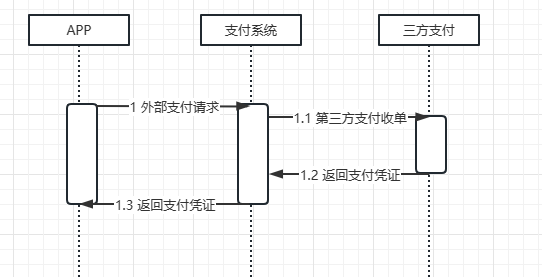 APP
支付系统
三方支付
1 外部支付请求
1.1 第三方支付收单
1.2 返回支付凭证
1.3 返回支付凭证